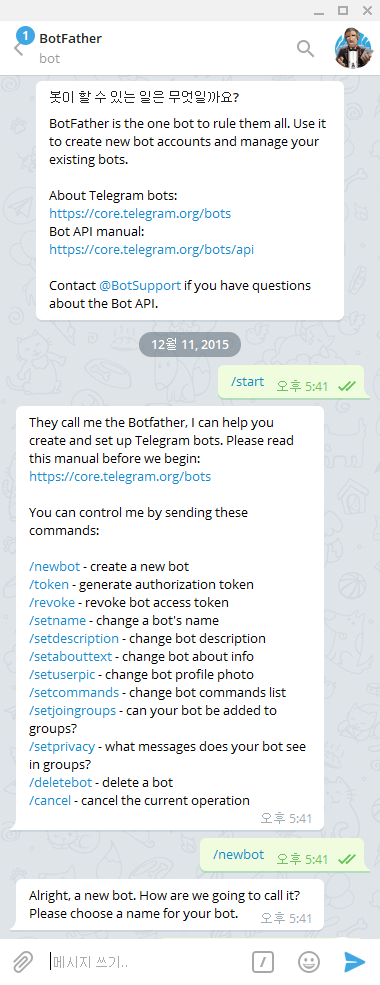 1
BotFather
bot
봇이 할 수 있는 일은 무엇일까요?
BotFather is the one bot to rule them all. Use it
to create new bot accounts and manage your
existing bots.
About Telegram bots:
https://core.telegram.org/bots
Bot API manual:
https://core.telegram.org/bots/api
Contact @BotSupport if you have questions
about the Bot API.
12월 11, 2015
/start 오후 5:41
They call me the Botfather, I can help you
create and set up Telegram bots. Please read
this manual before we begin:
https://core.telegram.org/bots
You can control me by sending these
commands:
/newbot - create a new bot
/token - generate authorization token
/revoke - revoke bot access token
/setname - change a bot's name
/setdescription - change bot description
/setabouttext - change bot about info
/setuserpic - change bot profile photo
/setcommands - change bot commands list
/setjoingroups - can your bot be added to
groups?
/setprivacy - what messages does your bot see
in groups?
/deletebot - delete a bot
/cancel - cancel the current operation
오후 5:41
/newbot 오후 5:41
Alright, a new bot. How are we going to call it?
Please choose a name for your bot. 오후 5:41
메시지 쓰기..
/